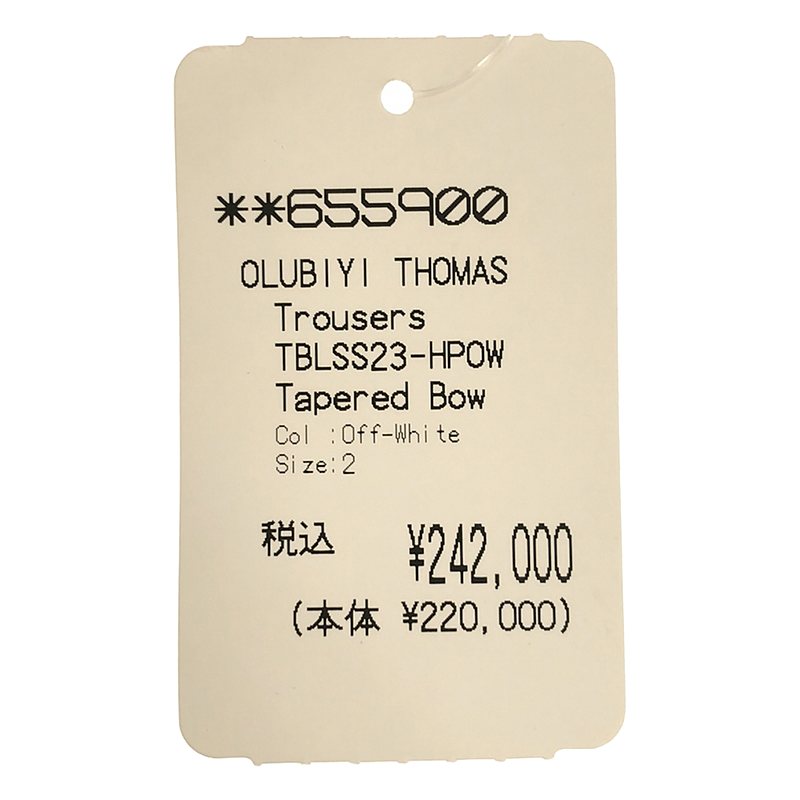 **655900
OLUBIYI THOMAS
Trousers
TBLSS23-HPOW
Tapered Bow
Col :Off-White
Size:2
税込 ¥242,000
(本体 ¥220,000)